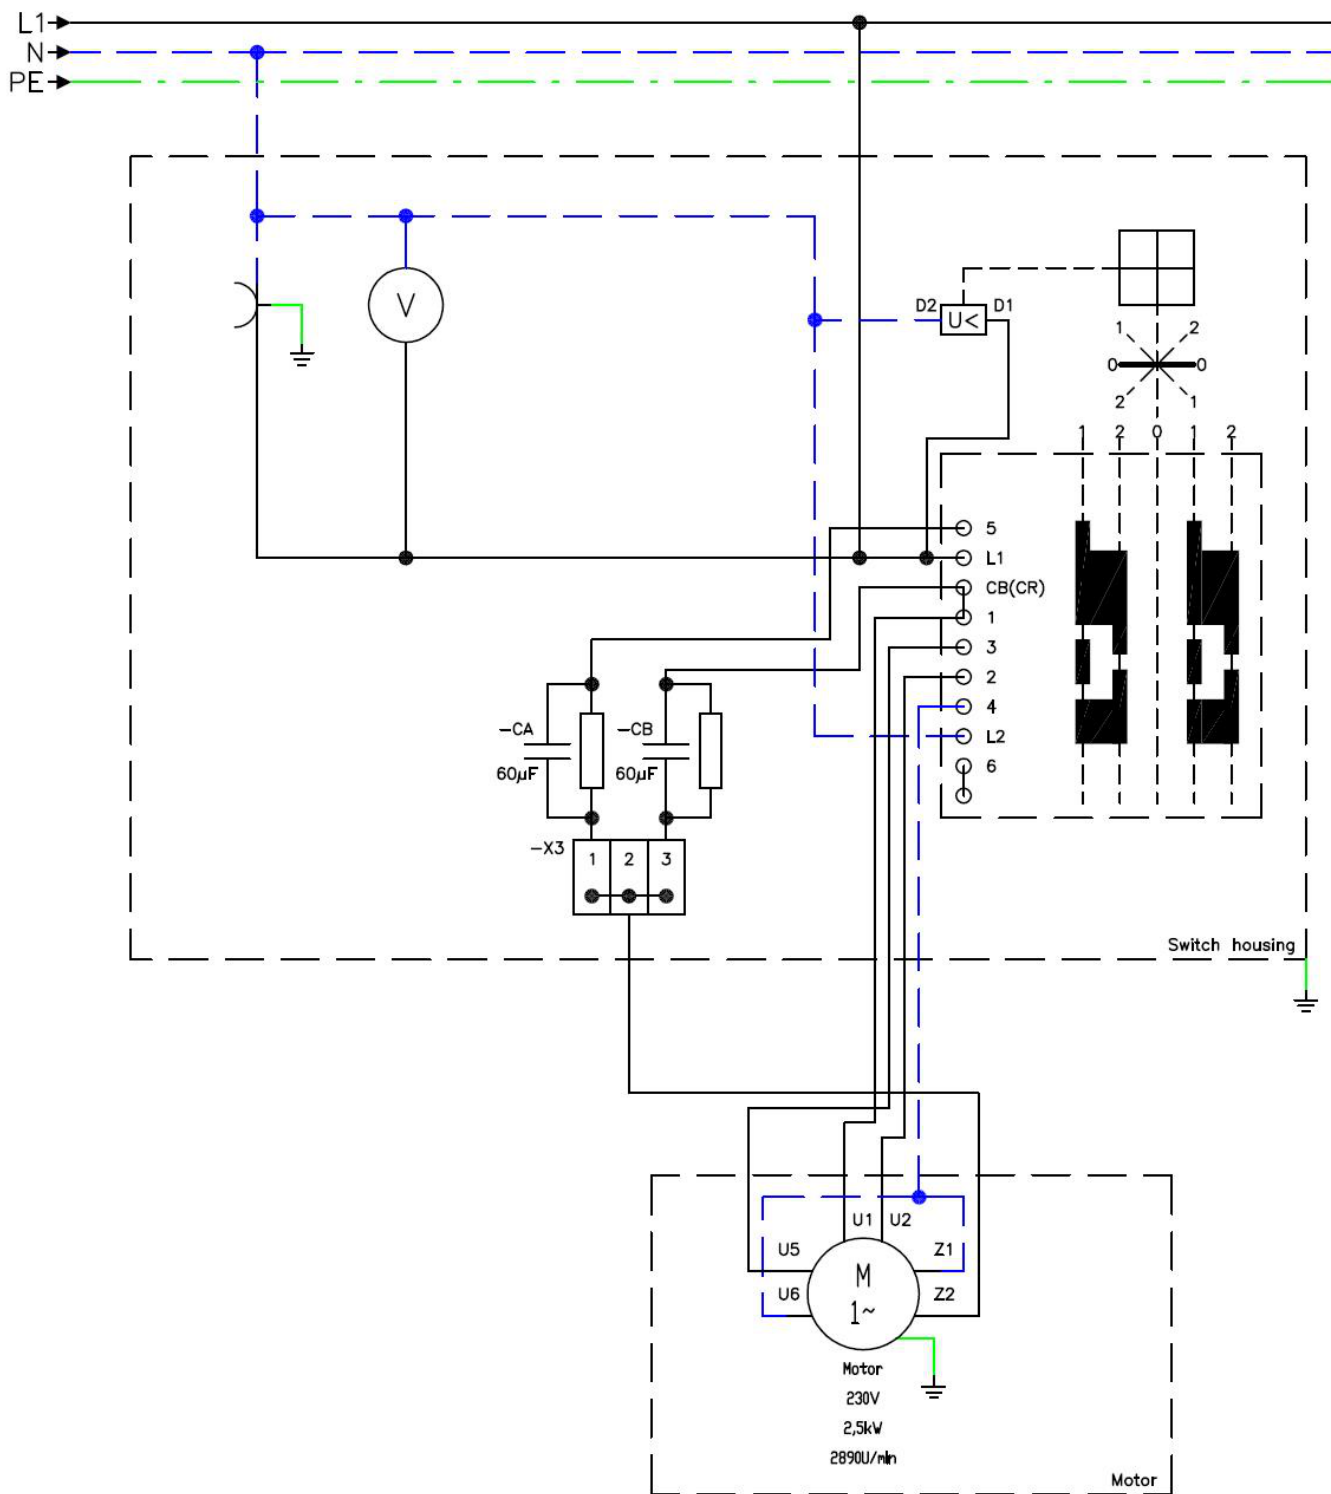 L1
N
PE
V
D2 U< D1
1 2
0 0
2 1
1 2 0 1 2
5
L1
CB(CR)
1
3
2
4
L2
6
-CA
60µF
-CB
60µF
-X3 1 2 3
Switch housing
U1 U2
U5 Z1
U6 Z2
M
1~
Motor
230V
2,5kW
2890U/min
Motor